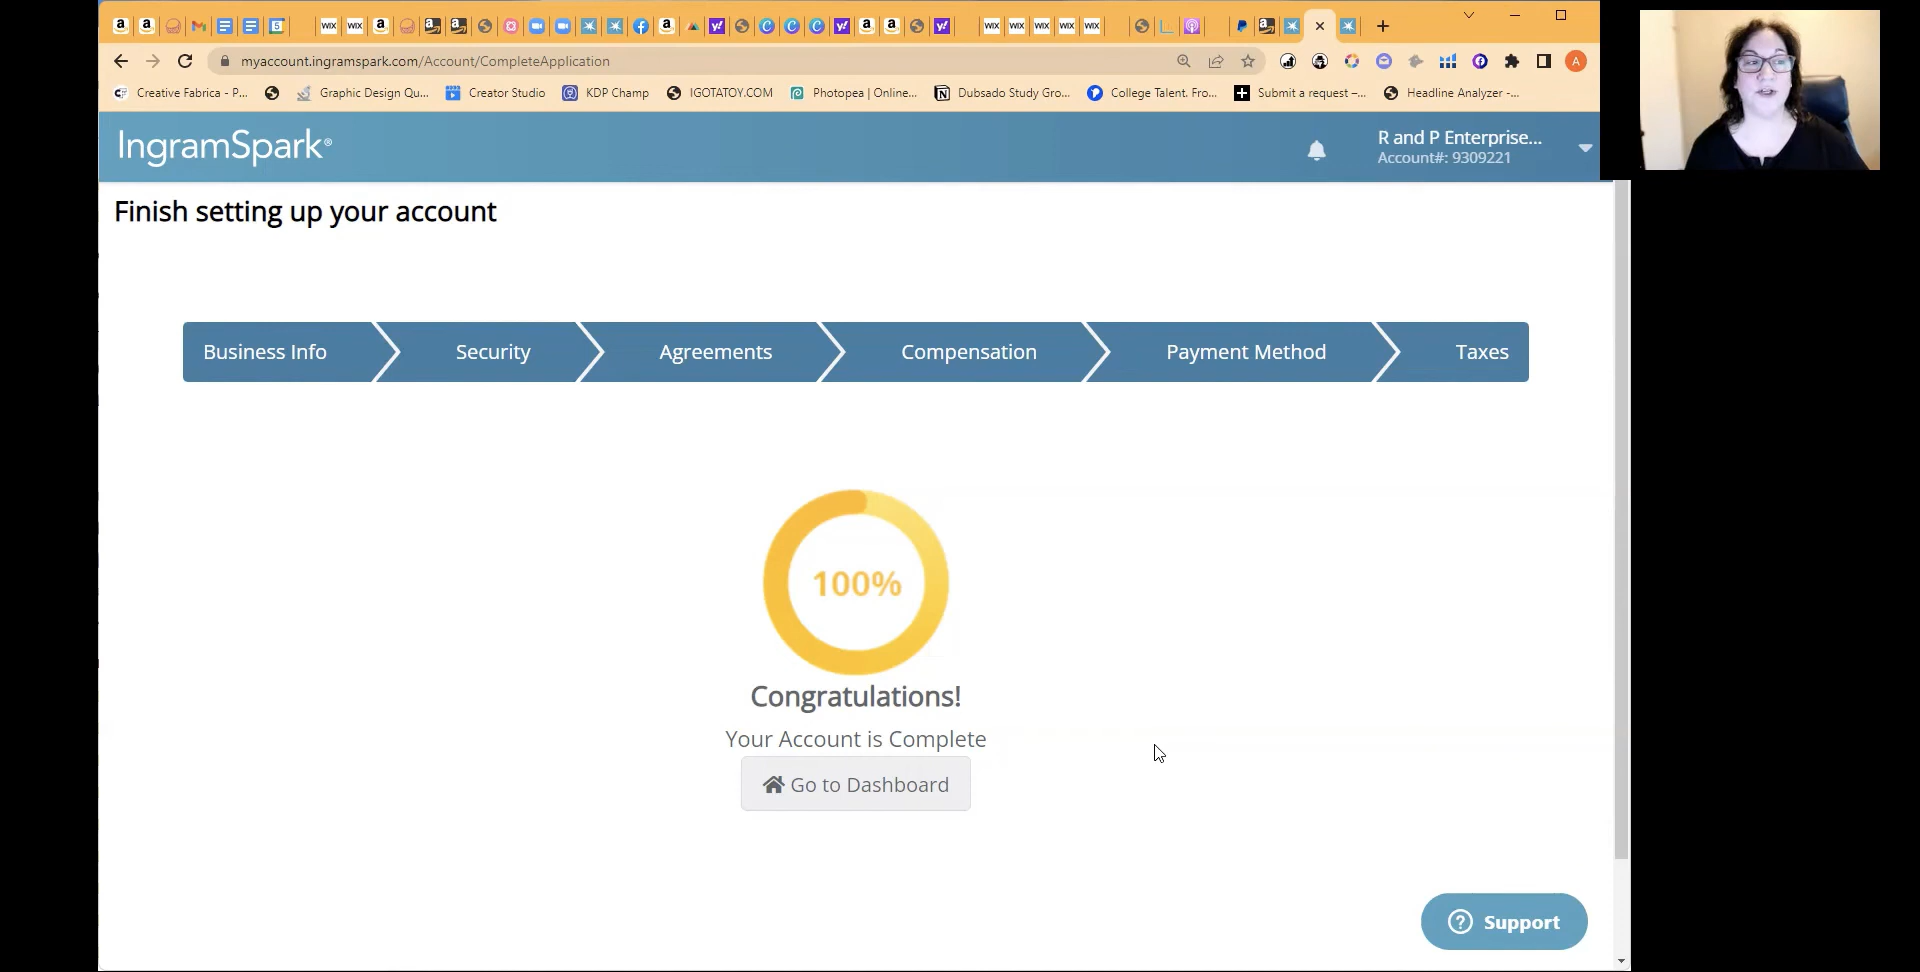 myaccount.ingramspark.com/Account/CompleteApplication
A
Creative Fabrica - P...
Graphic Design Qu...
Creator Studio
KDP Champ
IGOTATOY.COM
Photopea | Online...
Dubsado Study Gro...
College Talent. Fro...
Submit a request –...
Headline Analyzer -...
IngramSpark®
R and P Enterprise...
Account#: 9309221
Finish setting up your account
Business Info
Security
Agreements
Compensation
Payment Method
Taxes
100%
Congratulations!
Your Account is Complete
Go to Dashboard
Support